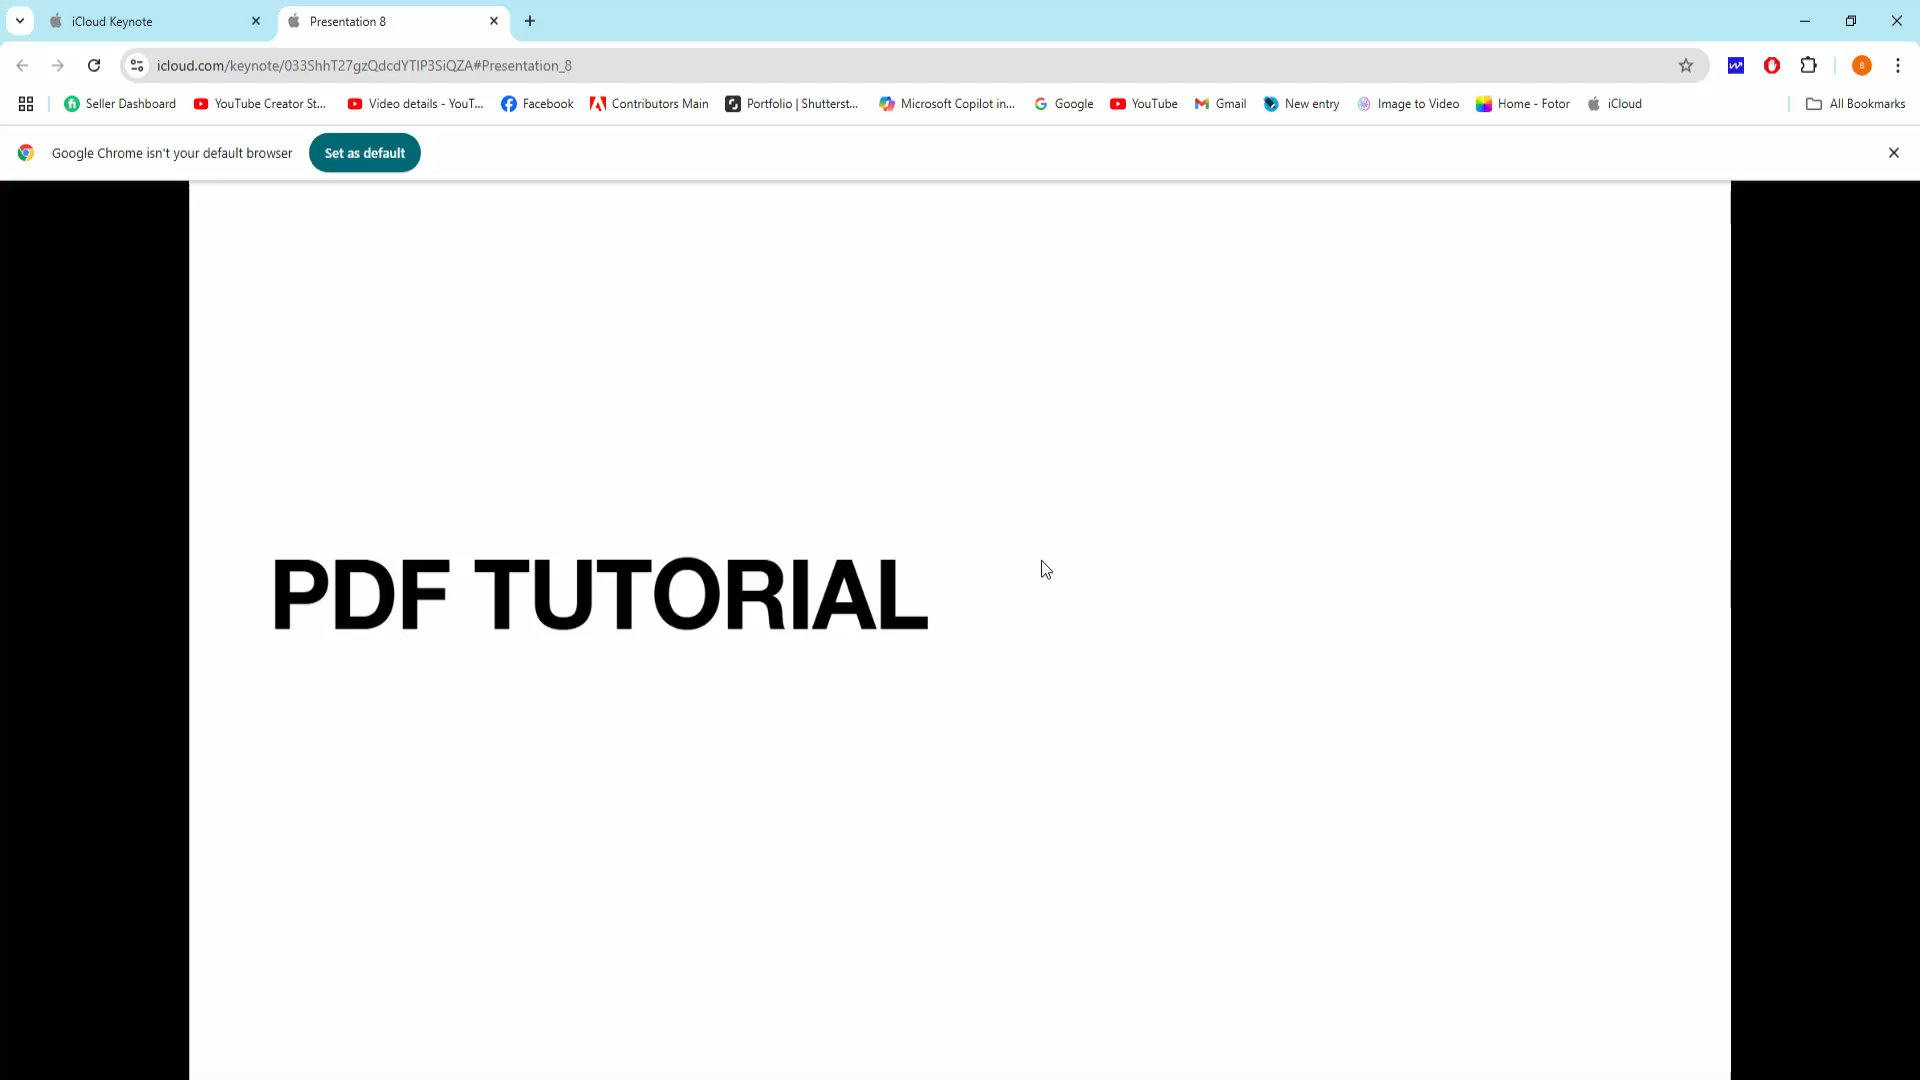 iCloud Keynote
Presentation 8
icloud.com/keynote/033ShhT27gzQdcdYTIP3SiQZA#Presentation_8
Seller Dashboard
YouTube Creator St...
Video details - YouT...
Facebook
Contributors Main
Portfolio | Shutterst...
Microsoft Copilot in...
Google
YouTube
Gmail
New entry
Image to Video
Home - Fotor
iCloud
All Bookmarks
Google Chrome isn't your default browser
Set as default
PDF TUTORIAL